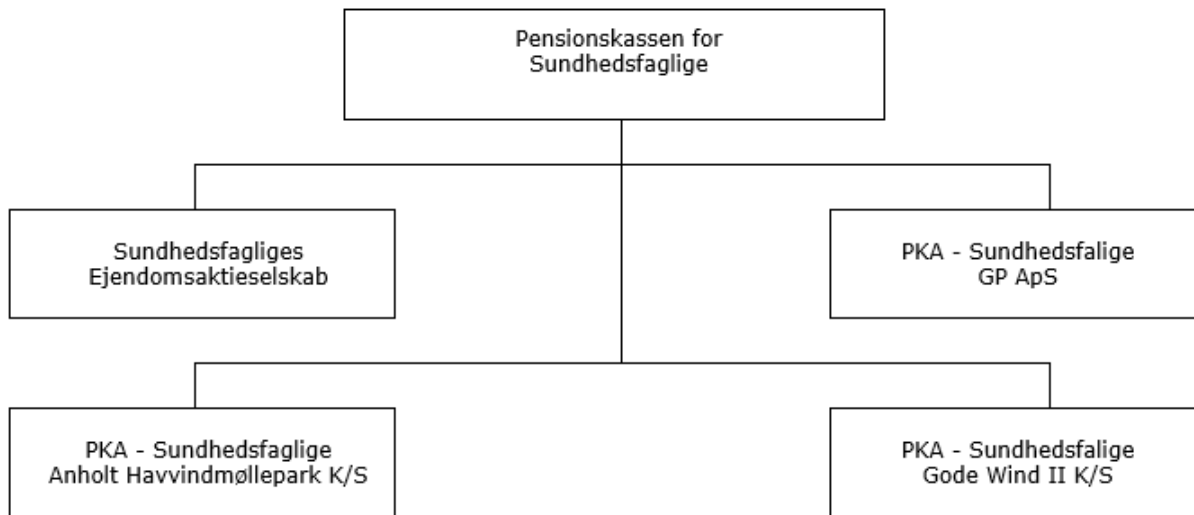 Pensionskassen for
Sundhedsfaglige
Sundhedsfagliges
Ejendomsaktieselskab
PKA - Sundhedsfalige
GP ApS
PKA - Sundhedsfaglige
Anholt Havvindmøllepark K/S
PKA - Sundhedsfalige
Gode Wind II K/S